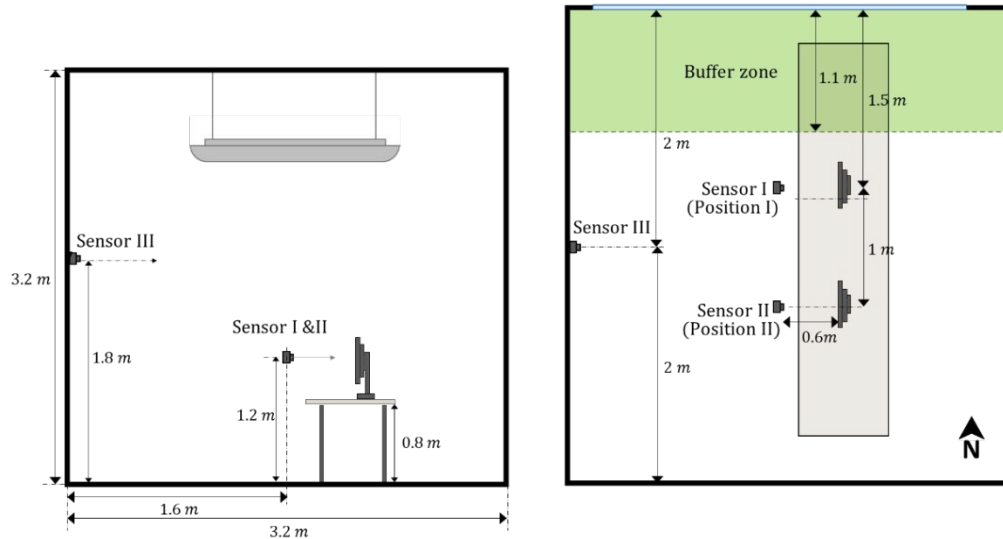 Sensor III
3.2 m
1.8 m
Sensor I &II
1.2 m
0.8 m
1.6 m
3.2 m
Buffer zone
1.1 m
1.5 m
2 m
Sensor I
(Position I)
Sensor III
1 m
Sensor II
(Position II)
0.6m
2 m
N